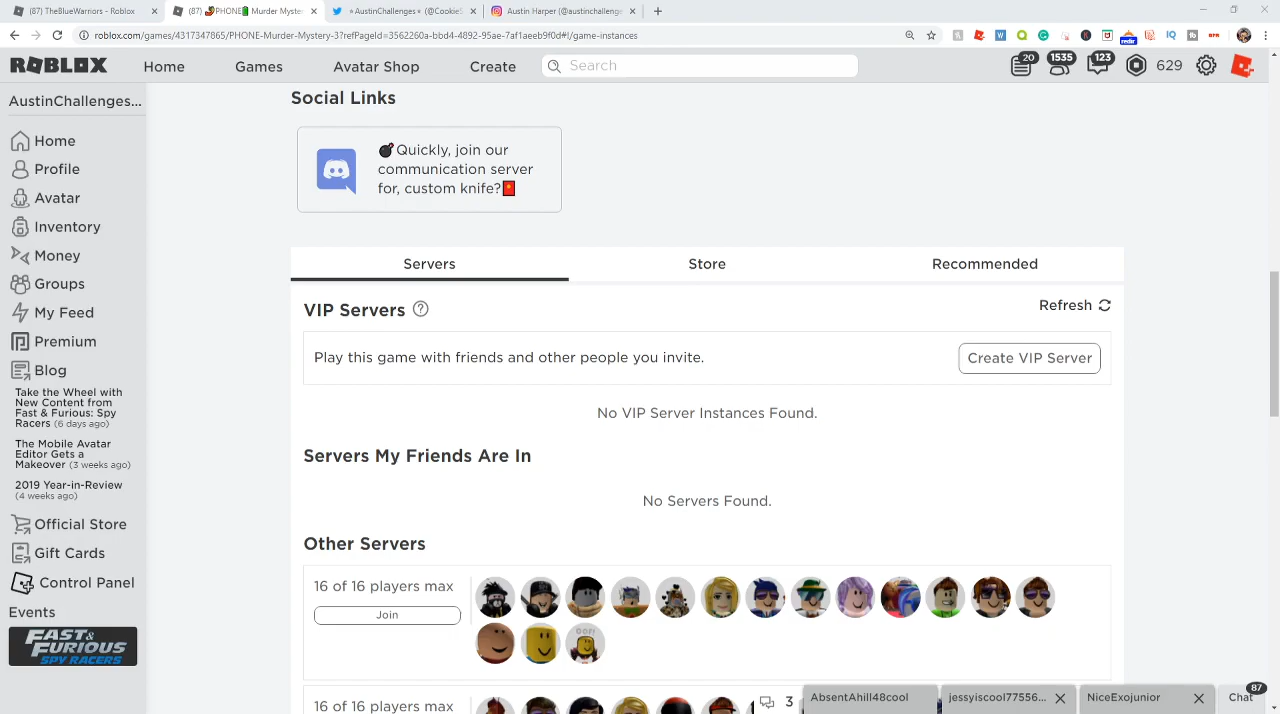 (87) TheBlueWarriors - Roblox
(87) 🌶PHONE📱 Murder Myster
⚬AustinChallenges⚬ (@CookieS
Austin Harper (@austinchallenge
roblox.com/games/4317347865/PHONE-Murder-Mystery-3?refPageId=3562260a-bbd4-4892-95ae-7af1aeeb9f0d#!/game-instances
ROBLOX
Home
Games
Avatar Shop
Create
Search
20
1535
123
629
AustinChallenges...
Home
Profile
Avatar
Inventory
Money
Groups
My Feed
Premium
Blog
Take the Wheel with
New Content from
Fast & Furious: Spy
Racers (6 days ago)
The Mobile Avatar
Editor Gets a
Makeover (3 weeks ago)
2019 Year-in-Review
(4 weeks ago)
Official Store
Gift Cards
Control Panel
Events
FAST &
FURIOUS
SPY RACERS
Social Links
💣Quickly, join our
communication server
for, custom knife?🧧
Servers
Store
Recommended
VIP Servers
Refresh
Play this game with friends and other people you invite.
Create VIP Server
No VIP Server Instances Found.
Servers My Friends Are In
No Servers Found.
Other Servers
16 of 16 players max
Join
OOF!
16 of 16 players max
3
AbsentAhill48cool
jessyiscool77556...
NiceExojunior
Chat
87